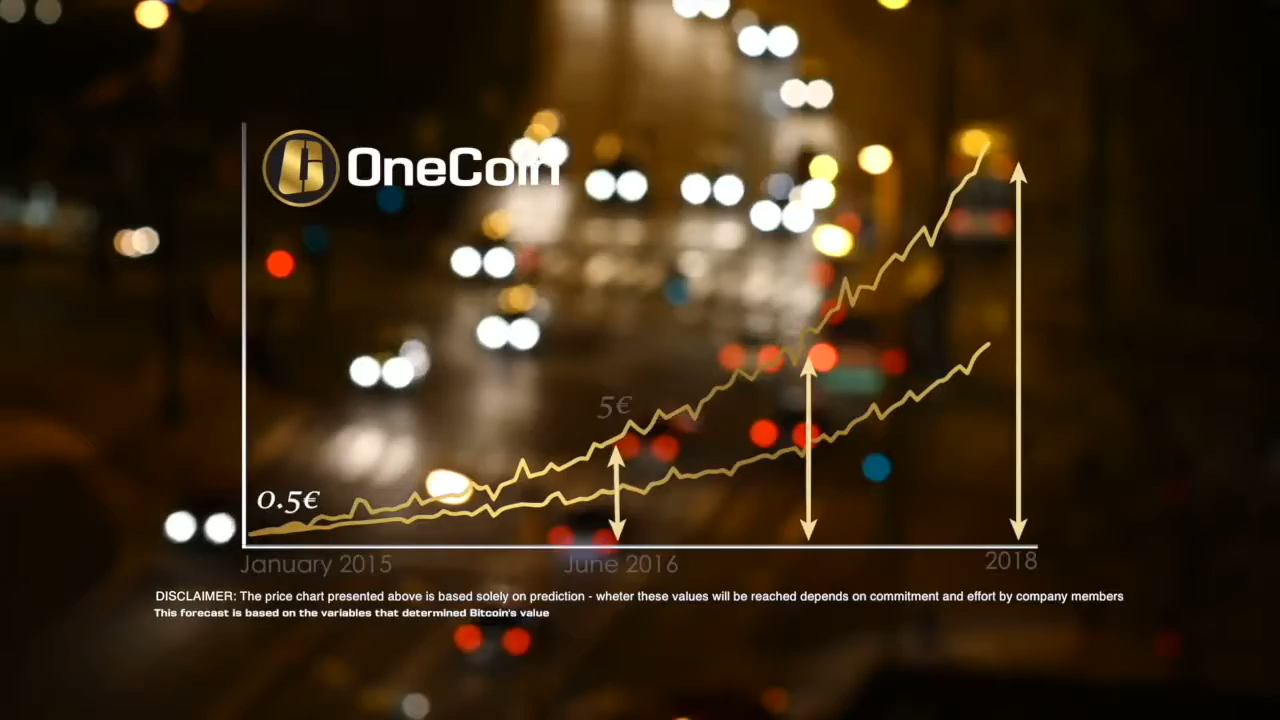 OneCoin
5€
0.5€
January 2015 June 2016 2018
DISCLAIMER: The price chart presented above is based solely on prediction - wheter these values will be reached depends on commitment and effort by company members
This forecast is based on the variables that determined Bitcoin's value